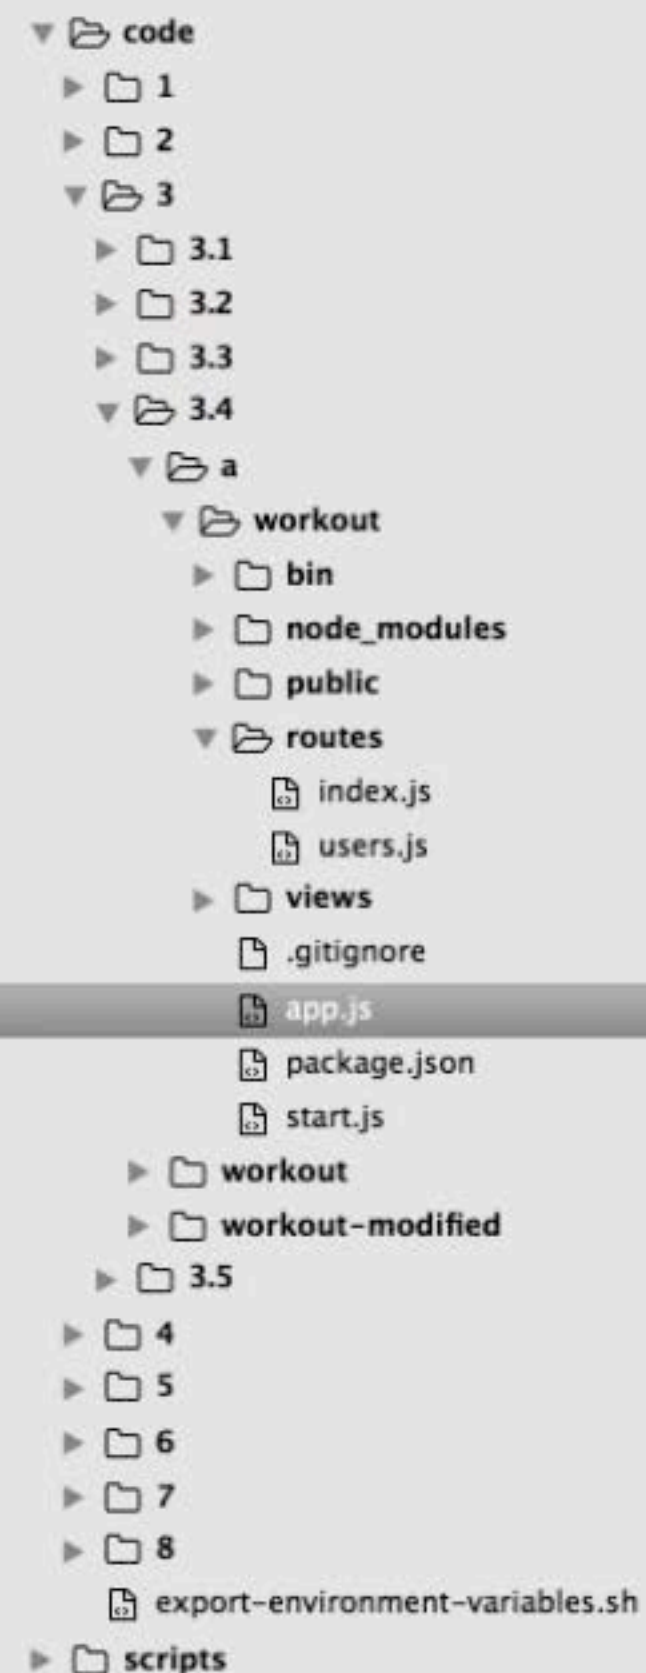 code
1
2
3
3.1
3.2
3.3
3.4
a
workout
bin
node_modules
public
routes
index.js
users.js
views
.gitignore
app.js
package.json
start.js
workout
workout-modified
3.5
4
5
6
7
8
export-environment-variables.sh
scripts